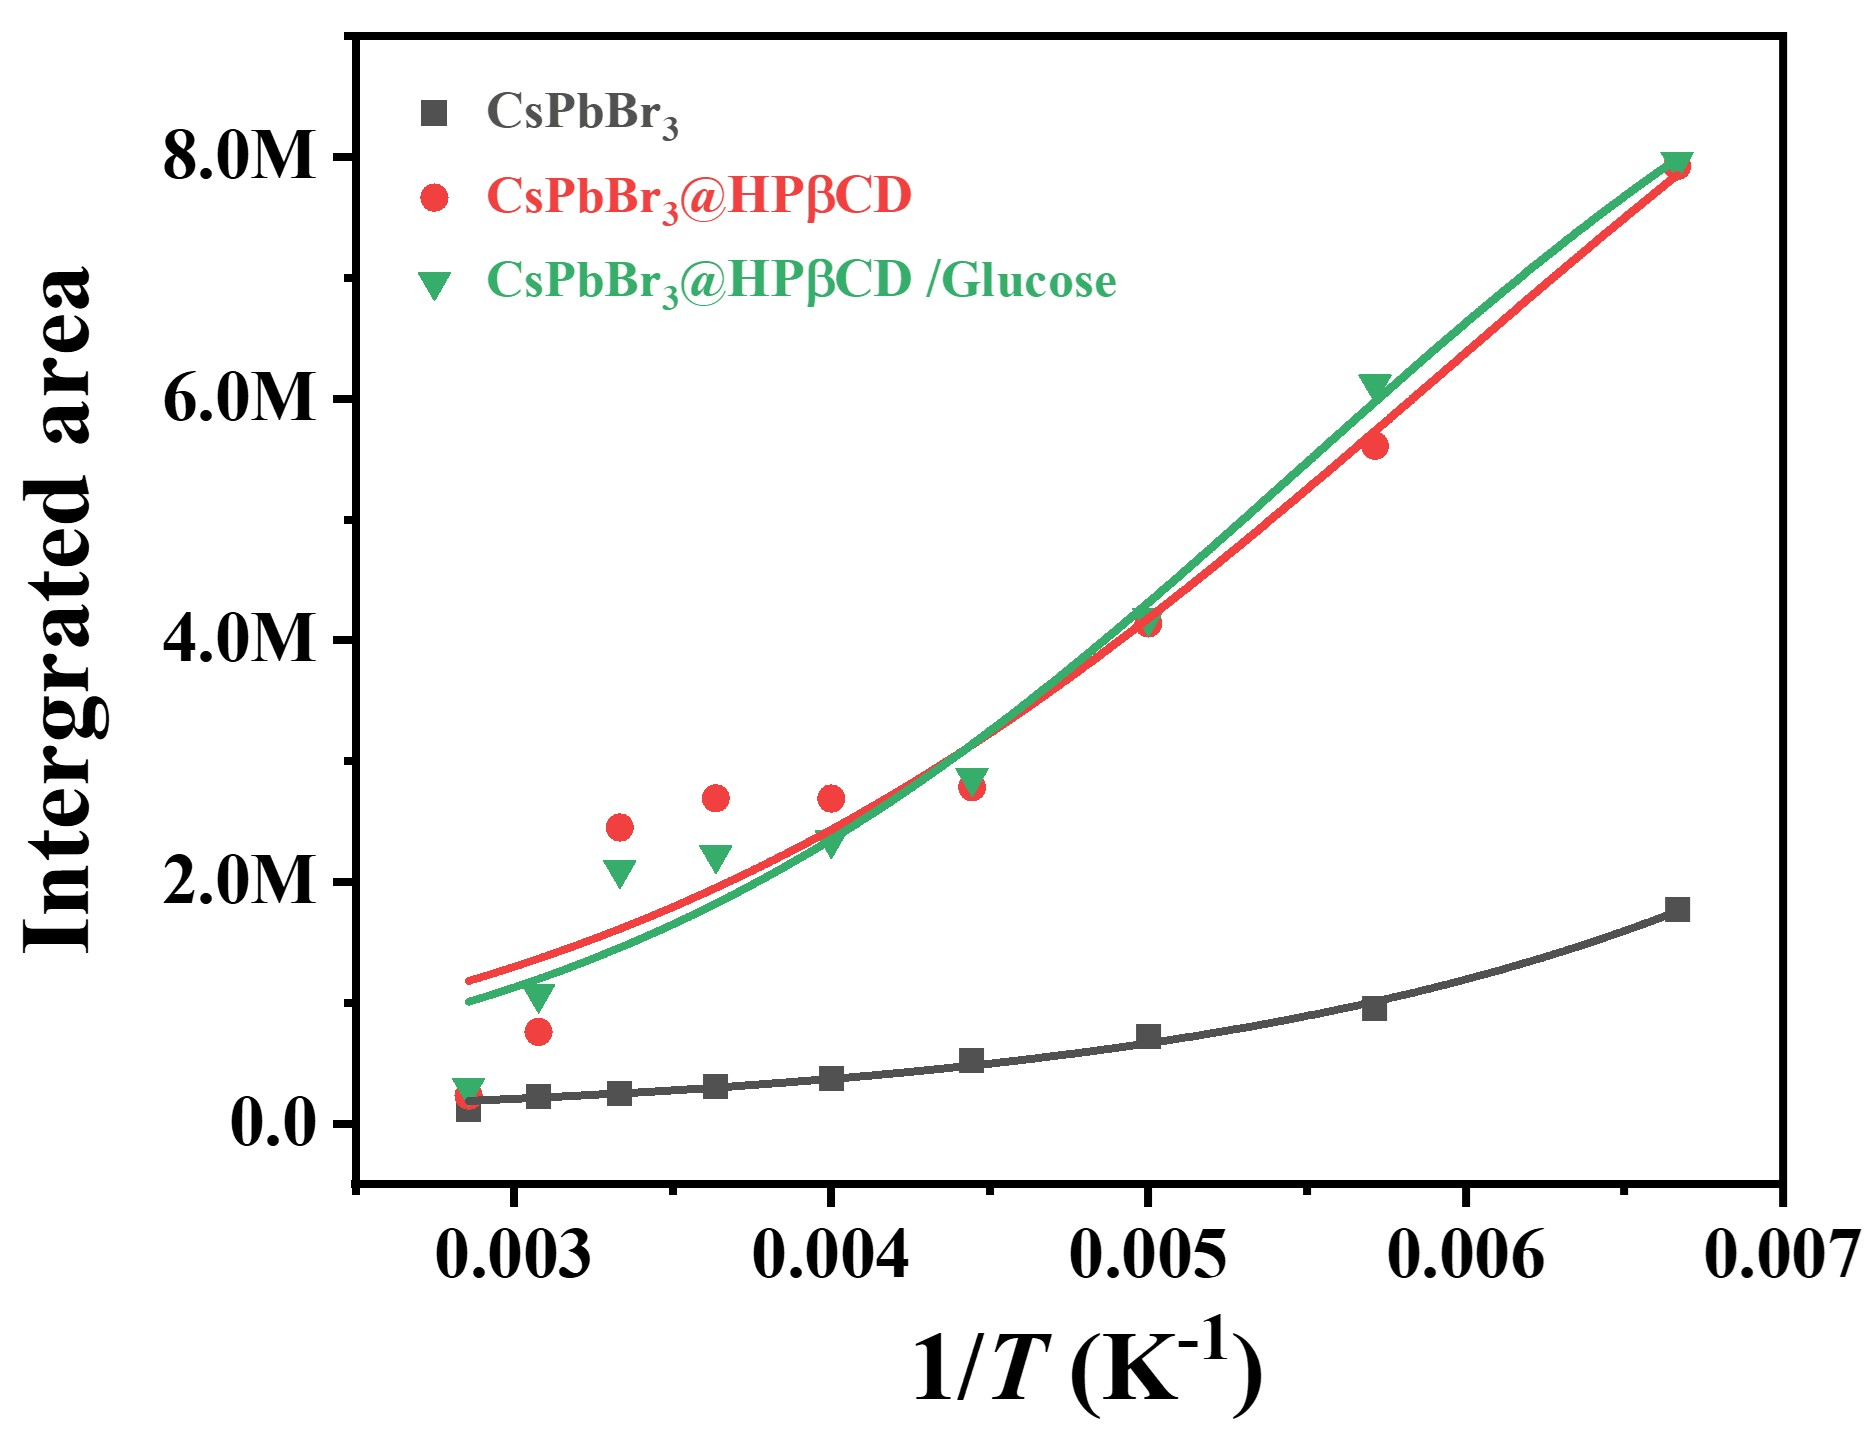 CsPbBr₃
CsPbBr₃@HPβCD
CsPbBr₃@HPβCD /Glucose
Intergrated area
8.0M
6.0M
4.0M
2.0M
0.0
0.003 0.004 0.005 0.006 0.007
1/T (K⁻¹)